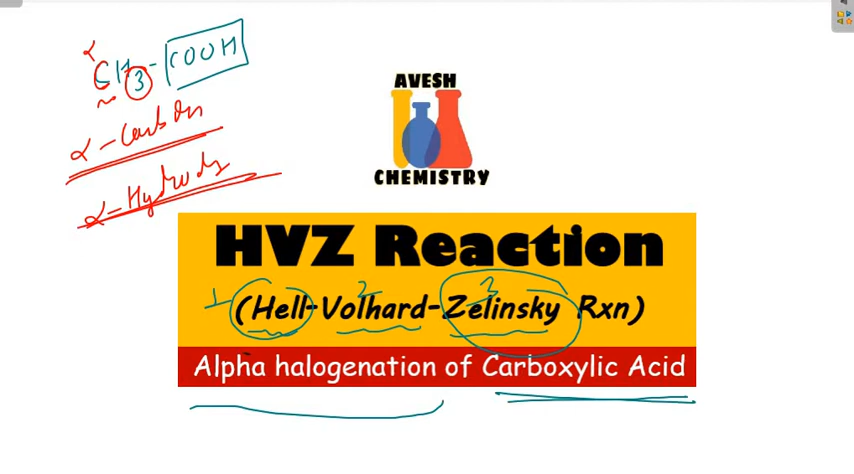 α
CH3-COOH
α-Carbon
α-Hydrogen
AVESH
CHEMISTRY
HVZ Reaction
1 2 3
(Hell-Volhard-Zelinsky Rxn)
Alpha halogenation of Carboxylic Acid